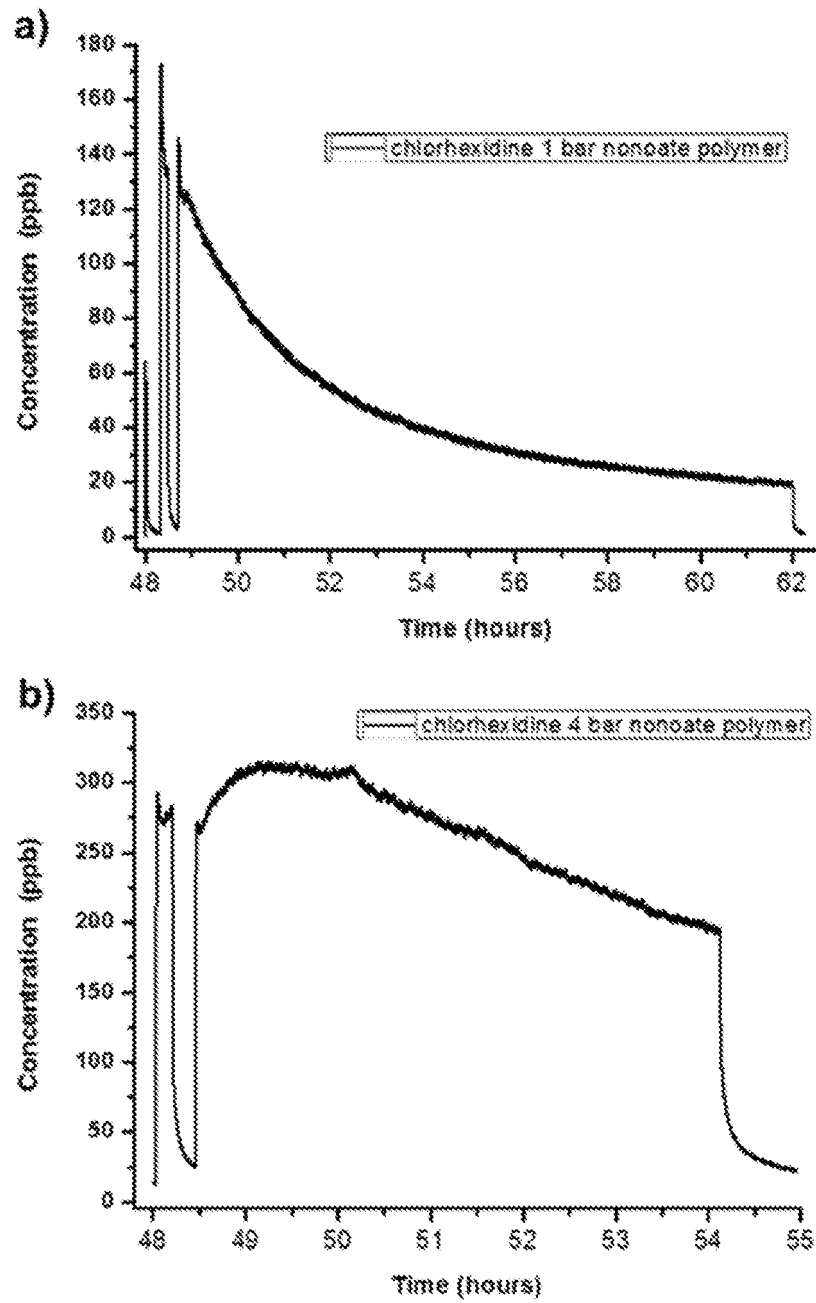 a)
180
160
140
120
100
80
60
40
20
0
Concentration (ppb)
chlorhexidine 1 bar nonoate polymer
48 50 52 54 56 58 60 62
Time (hours)
b)
350
300
250
200
150
100
50
0
Concentration (ppb)
chlorhexidine 4 bar nonoate polymer
48 49 50 51 52 53 54 55
Time (hours)